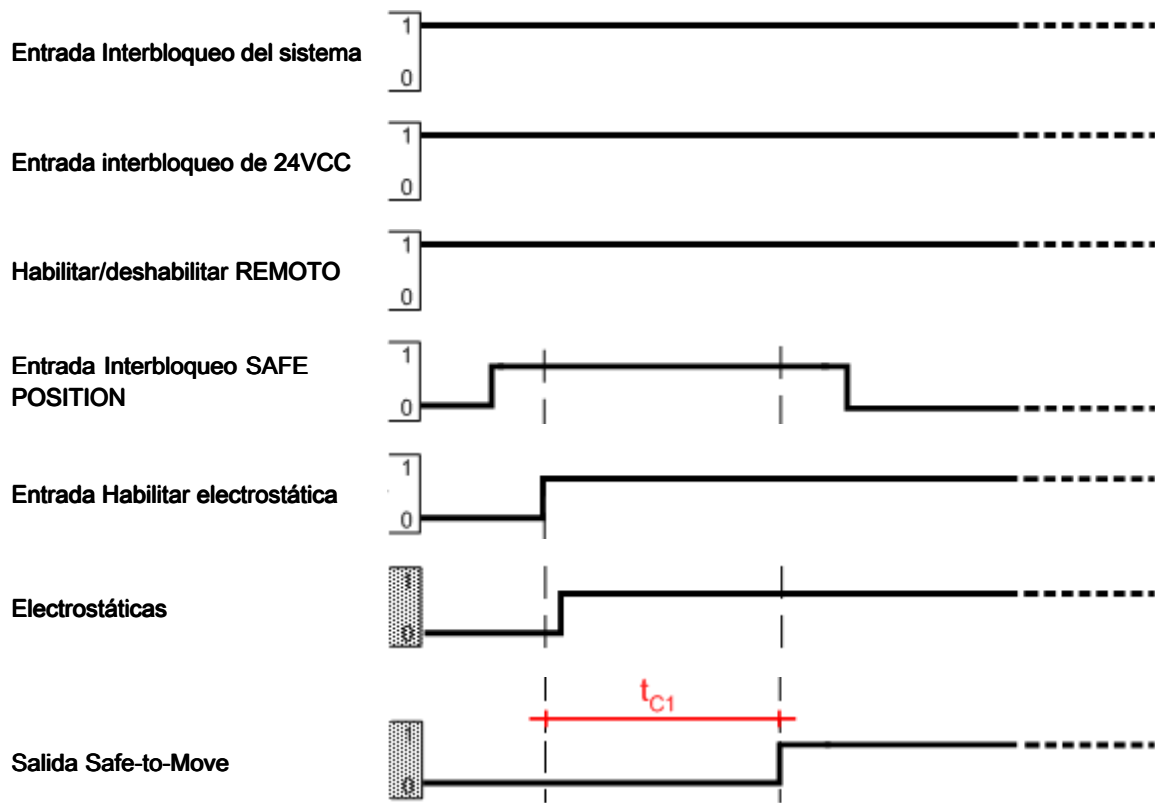 Entrada Interbloqueo del sistema
1
0
Entrada interbloqueo de 24VCC
1
0
Habilitar/deshabilitar REMOTO
1
0
Entrada Interbloqueo SAFE
POSITION
1
0
Entrada Habilitar electrostática
1
0
Electrostáticas
1
0
tC1
Salida Safe-to-Move
1
0